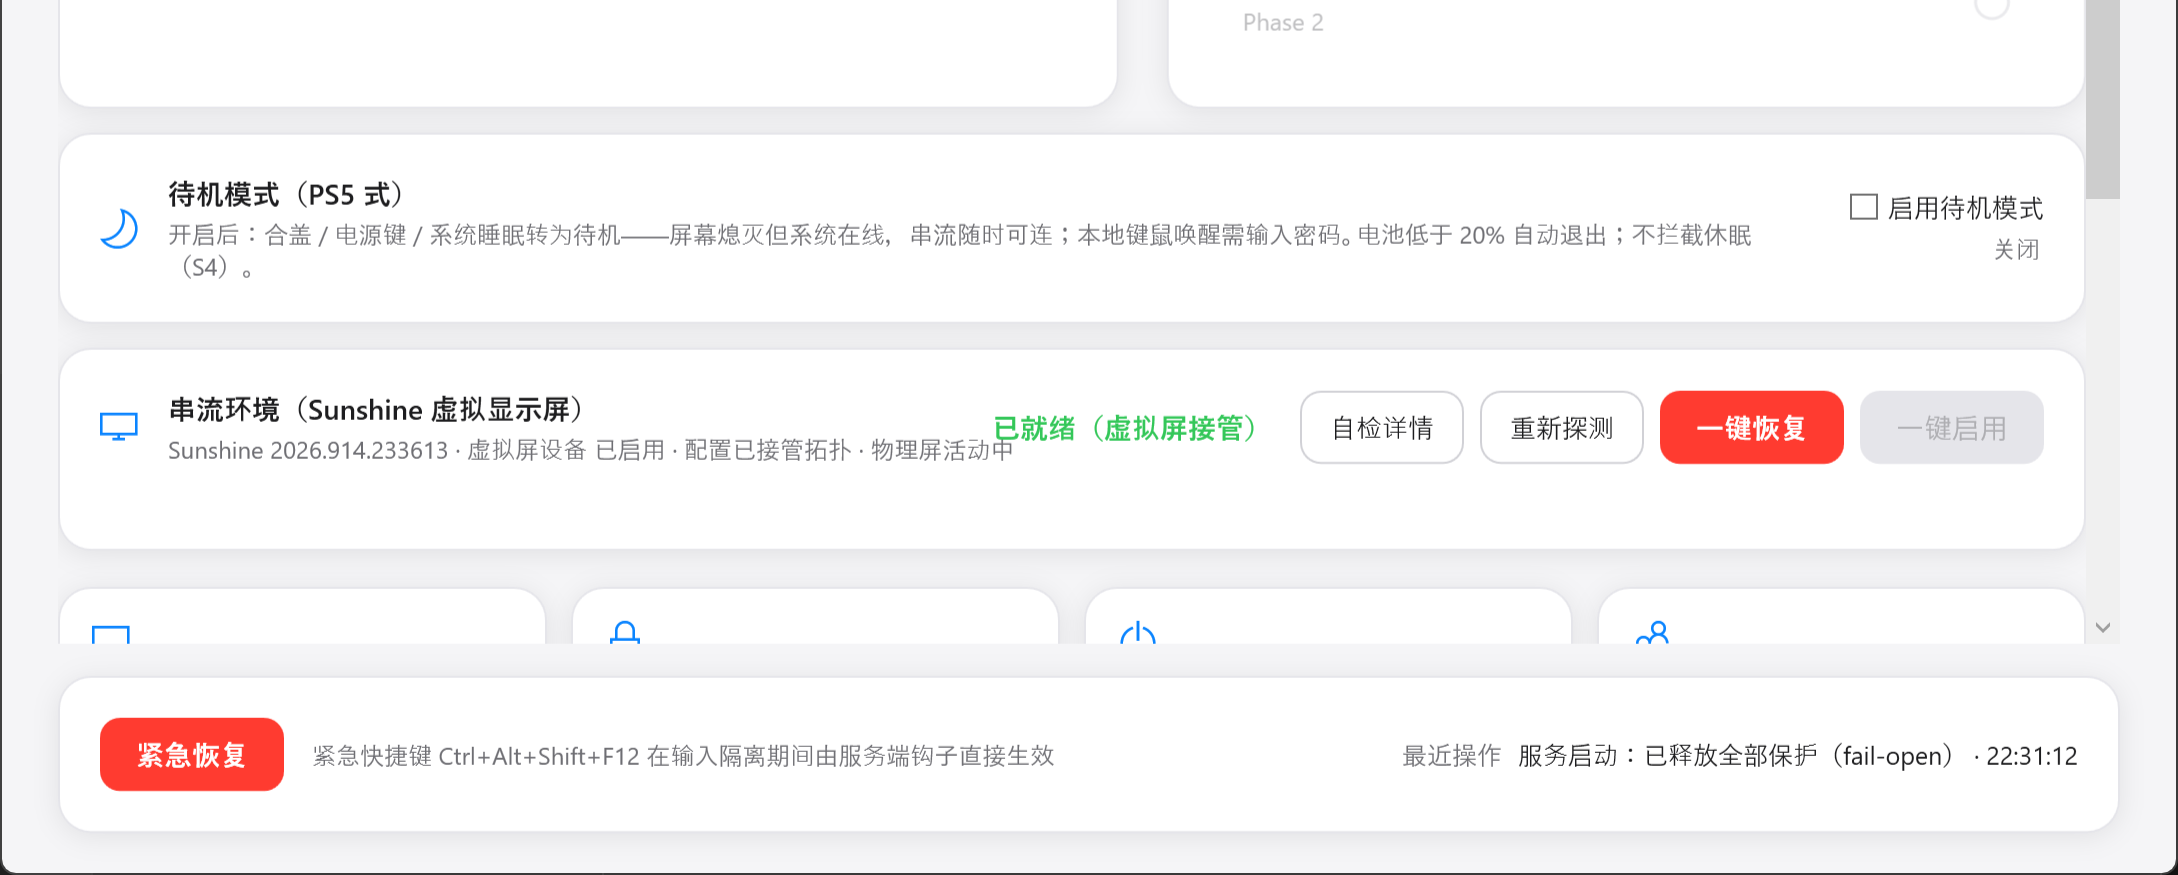 Phase 2
待机模式（PS5 式）
开启后：合盖 / 电源键 / 系统睡眠转为待机——屏幕熄灭但系统在线，串流随时可连；本地键鼠唤醒需输入密码。电池低于 20% 自动退出；不拦截休眠
（S4）。
启用待机模式
关闭
串流环境（Sunshine 虚拟显示屏）
Sunshine 2026.914.233613 · 虚拟屏设备 已启用 · 配置已接管拓扑 · 物理屏活动中
已就绪（虚拟屏接管）
自检详情
重新探测
一键恢复
一键启用
紧急恢复
紧急快捷键 Ctrl+Alt+Shift+F12 在输入隔离期间由服务端钩子直接生效
最近操作 服务启动：已释放全部保护（fail-open） · 22:31:12